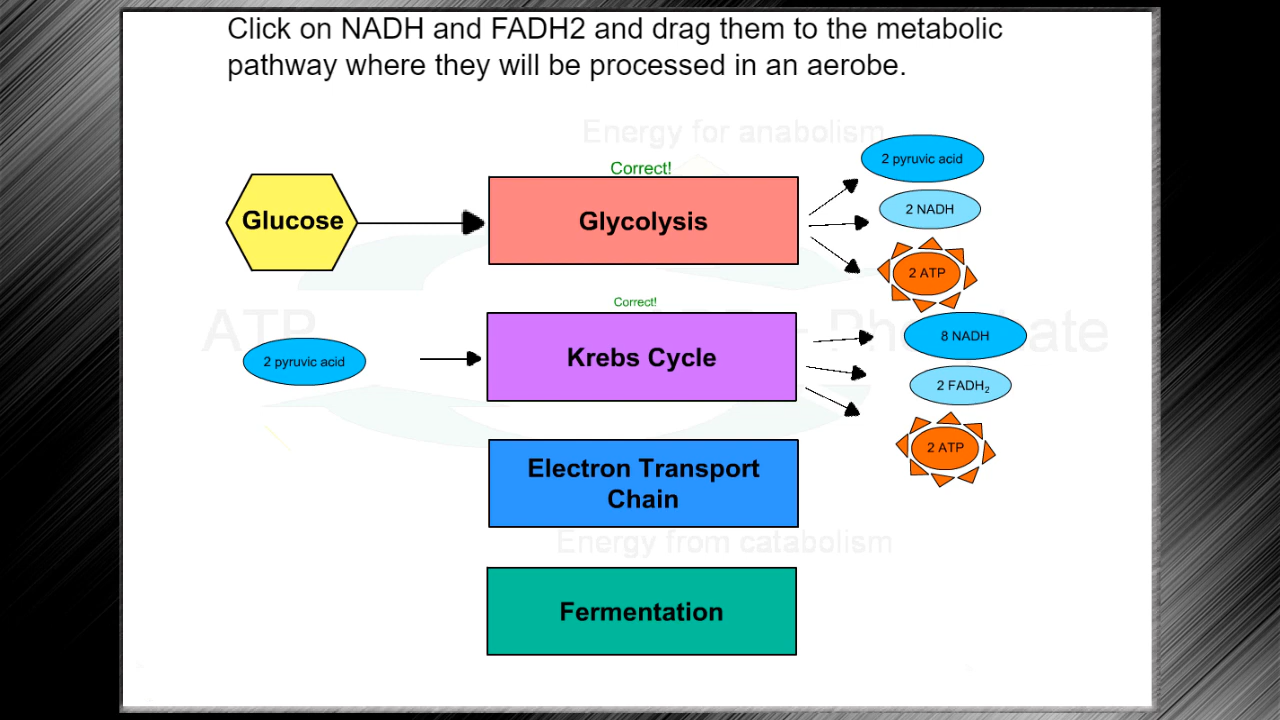 Click on NADH and FADH2 and drag them to the metabolic
pathway where they will be processed in an aerobe.
Energy for anabolism
Correct!
2 pyruvic acid
Glucose
Glycolysis
2 NADH
2 ATP
Correct!
ATP
2 pyruvic acid
Krebs Cycle
8 NADH
2 FADH₂
2 ATP
Electron Transport
Chain
Energy from catabolism
Fermentation